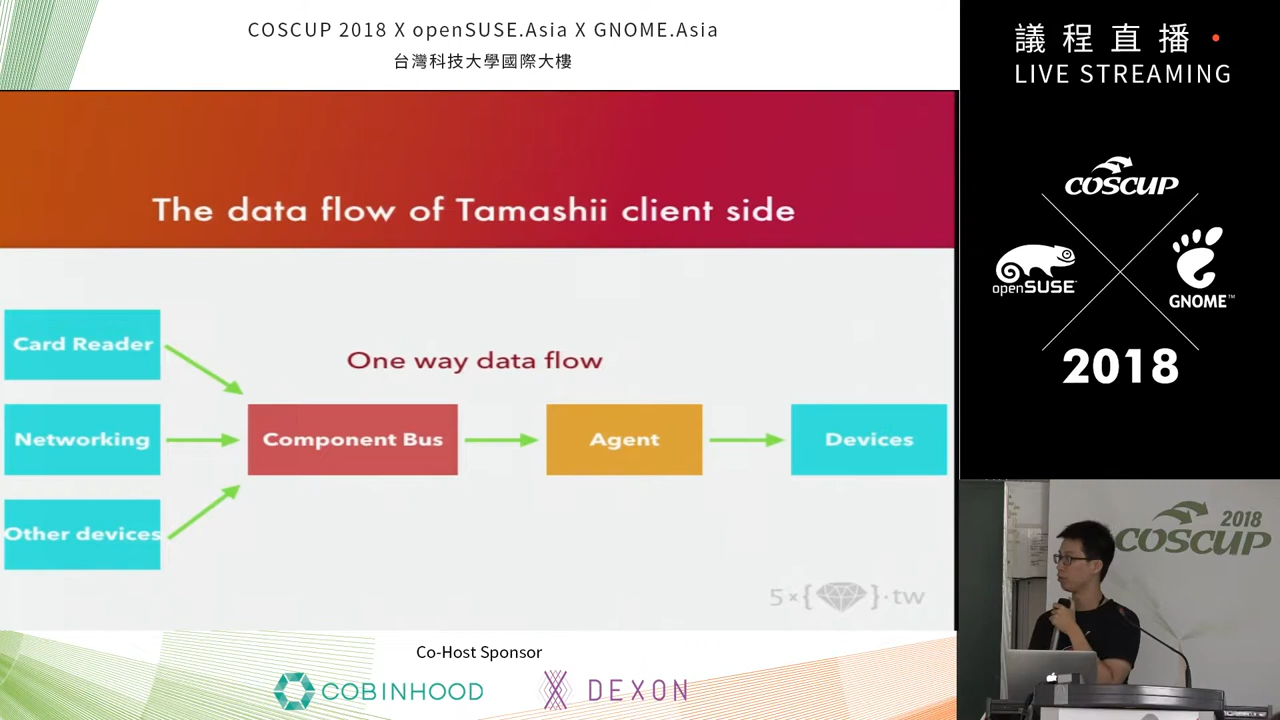 COSCUP 2018 X openSUSE.Asia X GNOME.Asia
台灣科技大學國際大樓
議程直播
LIVE STREAMING
The data flow of Tamashii client side
Card Reader
Networking
Other devices
One way data flow
Component Bus
Agent
Devices
5×{}.tw
COSCUP
openSUSE
GNOME™
2018
2018
COSCUP
Co-Host Sponsor
COBINHOOD
DEXON